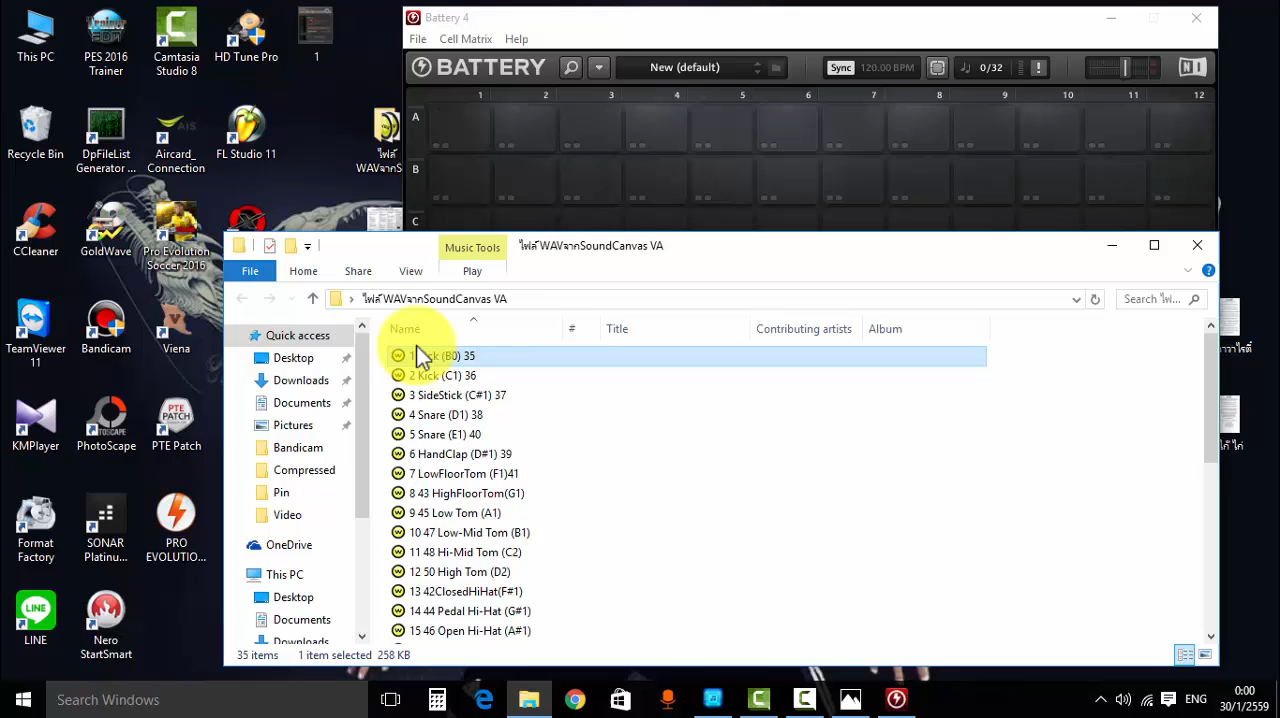 This PC
PES 2016
Trainer
Camtasia
Studio 8
HD Tune Pro
1
Recycle Bin
DpFileList
Generator ...
Aircard_
Connection
FL Studio 11
ไฟล์
WAVจากS
CCleaner
GoldWave
Pro Evolution
Soccer 2016
TeamViewer
11
Bandicam
Viena
KMPlayer
PhotoScape
PTE Patch
Format
Factory
SONAR
Platinu...
PRO
EVOLUTIO...
LINE
Nero
StartSmart
Battery 4
File Cell Matrix Help
BATTERY
New (default)
Sync 120.00 BPM
0/32
!
1 2 3 4 5 6 7 8 9 10 11 12
A
B
C
Music Tools
ไฟล์WAVจากSoundCanvas VA
File Home Share View Play
ไฟล์WAVจากSoundCanvas VA
Search ไฟ...
Quick access
Desktop
Downloads
Documents
Pictures
Bandicam
Compressed
Pin
Video
OneDrive
This PC
Desktop
Documents
Downloads
Name # Title Contributing artists Album
(B0) 35
2 Kick (C1) 36
3 SideStick (C#1) 37
4 Snare (D1) 38
5 Snare (E1) 40
6 HandClap (D#1) 39
7 LowFloorTom (F1)41
8 43 HighFloorTom(G1)
9 45 Low Tom (A1)
10 47 Low-Mid Tom (B1)
11 48 Hi-Mid Tom (C2)
12 50 High Tom (D2)
13 42ClosedHiHat(F#1)
14 44 Pedal Hi-Hat (G#1)
15 46 Open Hi-Hat (A#1)
35 items 1 item selected 258 KB
Search Windows
ENG
0:00
30/1/2559